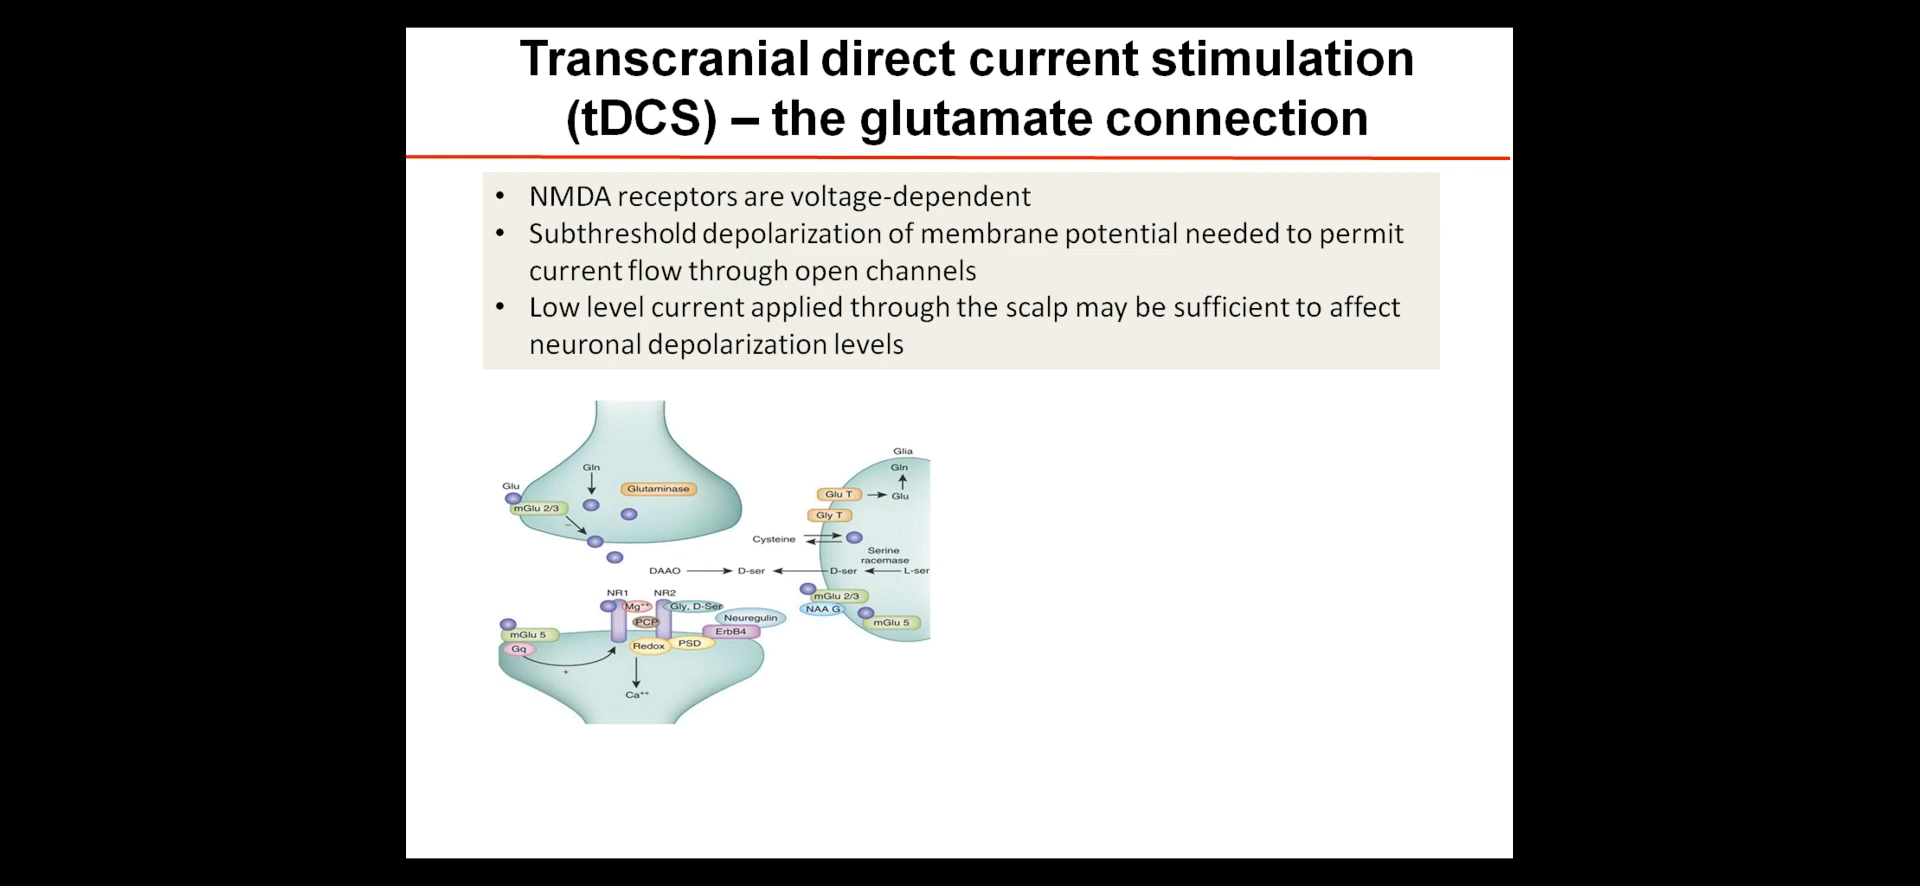 Transcranial direct current stimulation
(tDCS) – the glutamate connection
• NMDA receptors are voltage-dependent
• Subthreshold depolarization of membrane potential needed to permit
current flow through open channels
• Low level current applied through the scalp may be sufficient to affect
neuronal depolarization levels
Gln
Glu
Glutaminase
mGlu 2/3
–
Glia
Gln
Glu T
Glu
Gly T
Cysteine
Serine
racemase
DAAO
D-ser
D-ser
L-ser
NR1
NR2
Mg++
Gly, D-Ser
mGlu 2/3
NAA G
PCP
Neuregulin
mGlu 5
mGlu 5
ErbB4
Gq
Redox
PSD
+
Ca++